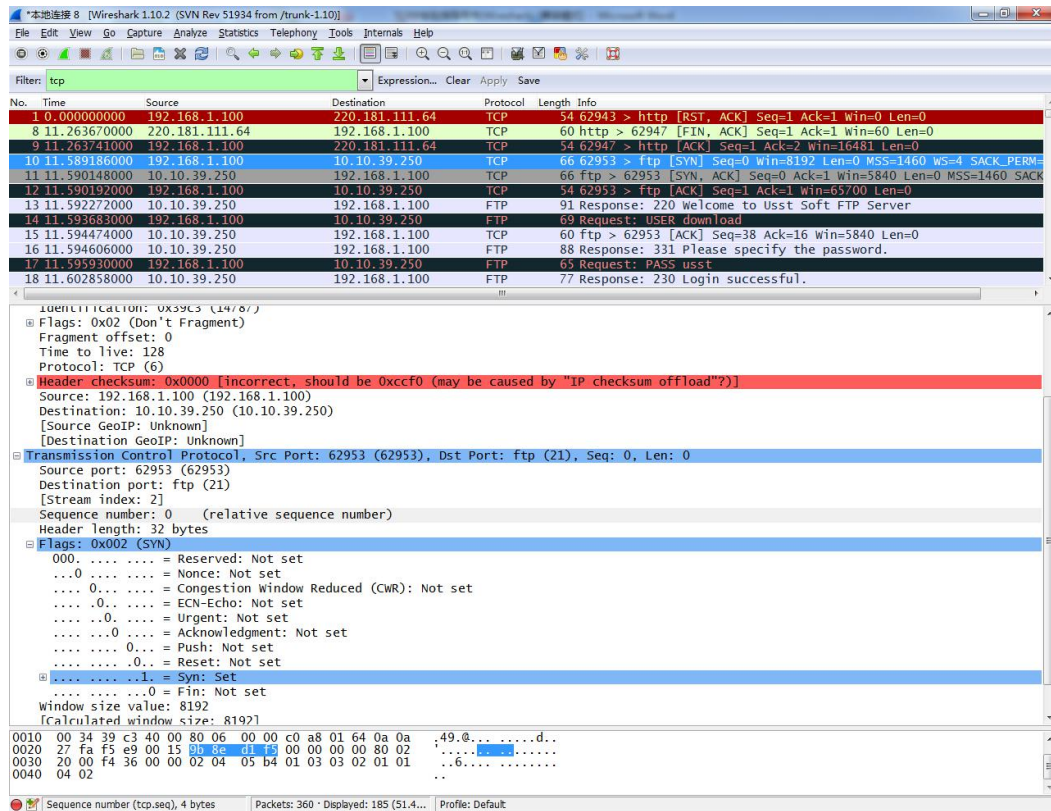 *本地连接 8 [Wireshark 1.10.2 (SVN Rev 51934 from /trunk-1.10)]
File Edit View Go Capture Analyze Statistics Telephony Tools Internals Help
Filter: tcp Expression... Clear Apply Save
No. Time Source Destination Protocol Length Info
1 0.000000000 192.168.1.100 220.181.111.64 TCP 54 62943 > http [RST, ACK] Seq=1 Ack=1 Win=0 Len=0
8 11.263670000 220.181.111.64 192.168.1.100 TCP 60 http > 62947 [FIN, ACK] Seq=1 Ack=1 Win=60 Len=0
9 11.263741000 192.168.1.100 220.181.111.64 TCP 54 62947 > http [ACK] Seq=1 Ack=2 Win=16481 Len=0
10 11.589186000 192.168.1.100 10.10.39.250 TCP 66 62953 > ftp [SYN] Seq=0 Win=8192 Len=0 MSS=1460 WS=4 SACK_PERM=
11 11.590148000 10.10.39.250 192.168.1.100 TCP 66 ftp > 62953 [SYN, ACK] Seq=0 Ack=1 Win=5840 Len=0 MSS=1460 SACK
12 11.590192000 192.168.1.100 10.10.39.250 TCP 54 62953 > ftp [ACK] Seq=1 Ack=1 Win=65700 Len=0
13 11.592272000 10.10.39.250 192.168.1.100 FTP 91 Response: 220 Welcome to Usst Soft FTP Server
14 11.593683000 192.168.1.100 10.10.39.250 FTP 69 Request: USER download
15 11.594474000 10.10.39.250 192.168.1.100 TCP 60 ftp > 62953 [ACK] Seq=38 Ack=16 Win=5840 Len=0
16 11.594606000 10.10.39.250 192.168.1.100 FTP 88 Response: 331 Please specify the password.
17 11.595930000 192.168.1.100 10.10.39.250 FTP 65 Request: PASS usst
18 11.602858000 10.10.39.250 192.168.1.100 FTP 77 Response: 230 Login successful.
Identification: 0x39c3 (14787)
Flags: 0x02 (Don't Fragment)
Fragment offset: 0
Time to live: 128
Protocol: TCP (6)
Header checksum: 0x0000 [incorrect, should be 0xccf0 (may be caused by "IP checksum offload"?)]
Source: 192.168.1.100 (192.168.1.100)
Destination: 10.10.39.250 (10.10.39.250)
[Source GeoIP: Unknown]
[Destination GeoIP: Unknown]
Transmission Control Protocol, Src Port: 62953 (62953), Dst Port: ftp (21), Seq: 0, Len: 0
Source port: 62953 (62953)
Destination port: ftp (21)
[Stream index: 2]
Sequence number: 0 (relative sequence number)
Header length: 32 bytes
Flags: 0x002 (SYN)
000. .... .... = Reserved: Not set
...0 .... .... = Nonce: Not set
.... 0... .... = Congestion Window Reduced (CWR): Not set
.... .0.. .... = ECN-Echo: Not set
.... ..0. .... = Urgent: Not set
.... ...0 .... = Acknowledgment: Not set
.... .... 0... = Push: Not set
.... .... .0.. = Reset: Not set
.... .... ..1. = Syn: Set
.... .... ...0 = Fin: Not set
Window size value: 8192
[Calculated window size: 8192]
0010 00 34 39 c3 40 00 80 06 00 00 c0 a8 01 64 0a 0a .49.@... .....d..
0020 27 fa f5 e9 00 15 9b 8e d1 f5 00 00 00 00 80 02 '....... ........
0030 20 00 f4 36 00 00 02 04 05 b4 01 03 03 02 01 01 ..6.... ........
0040 04 02 ..
Sequence number (tcp.seq), 4 bytes Packets: 360 · Displayed: 185 (51.4... Profile: Default